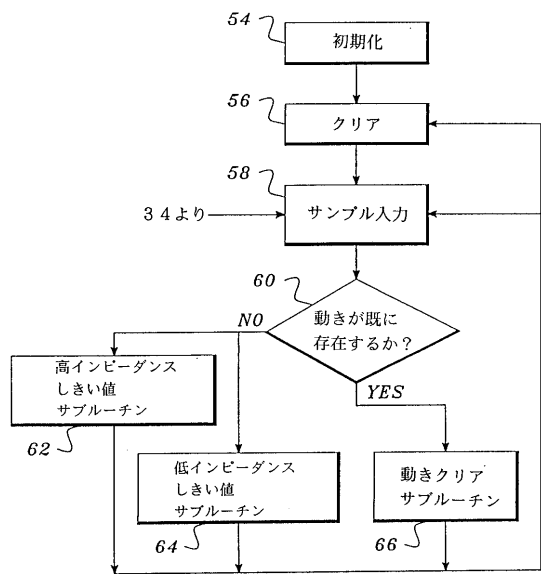 54
初期化
56
クリア
58
34より
サンプル入力
60
動きが既に
存在するか?
NO
YES
高インピーダンス
しきい値
サブルーチン
62
低インピーダンス
しきい値
サブルーチン
64
動きクリア
サブルーチン
66